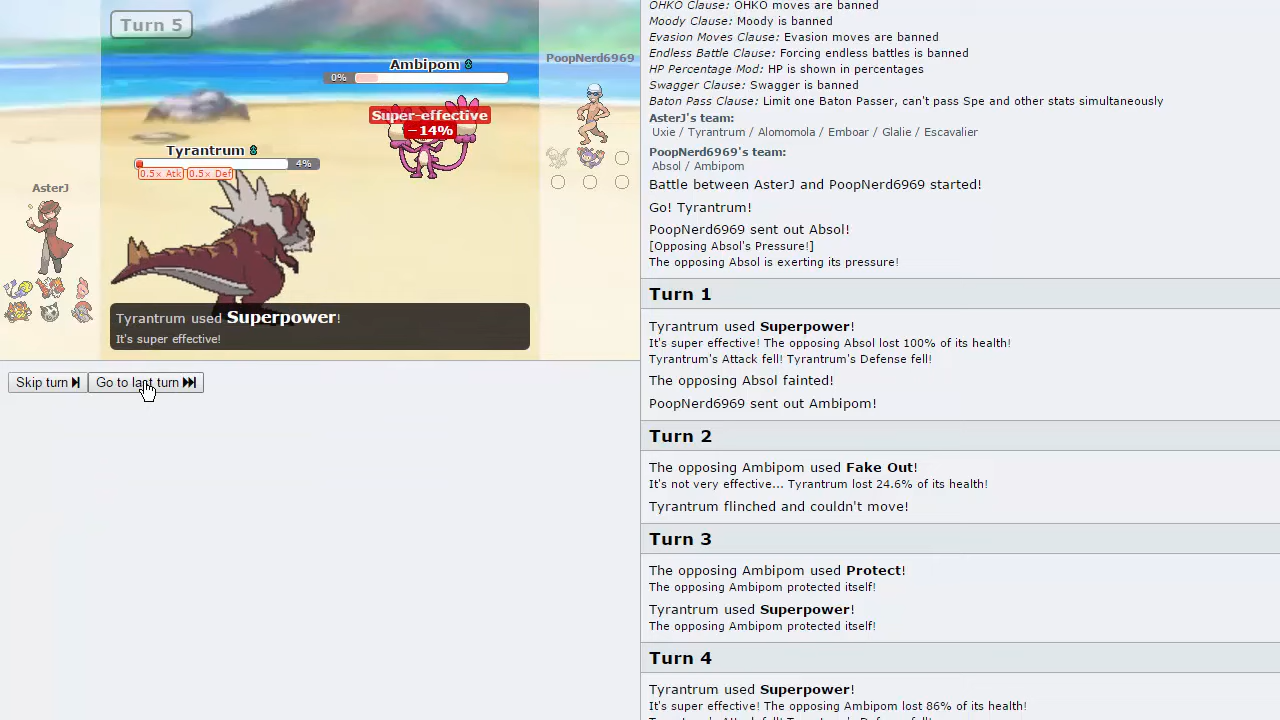 Turn 5
Ambipom
0%
PoopNerd6969
Super-effective
−14%
Tyrantrum
4%
0.5× Atk 0.5× Def
AsterJ
Tyrantrum used Superpower!
It's super effective!
Skip turn
Go to last turn
OHKO Clause: OHKO moves are banned
Moody Clause: Moody is banned
Evasion Moves Clause: Evasion moves are banned
Endless Battle Clause: Forcing endless battles is banned
HP Percentage Mod: HP is shown in percentages
Swagger Clause: Swagger is banned
Baton Pass Clause: Limit one Baton Passer, can't pass Spe and other stats simultaneously
AsterJ's team:
Uxie / Tyrantrum / Alomomola / Emboar / Glalie / Escavalier
PoopNerd6969's team:
Absol / Ambipom
Battle between AsterJ and PoopNerd6969 started!
Go! Tyrantrum!
PoopNerd6969 sent out Absol!
[Opposing Absol's Pressure!]
The opposing Absol is exerting its pressure!
Turn 1
Tyrantrum used Superpower!
It's super effective! The opposing Absol lost 100% of its health!
Tyrantrum's Attack fell! Tyrantrum's Defense fell!
The opposing Absol fainted!
PoopNerd6969 sent out Ambipom!
Turn 2
The opposing Ambipom used Fake Out!
It's not very effective... Tyrantrum lost 24.6% of its health!
Tyrantrum flinched and couldn't move!
Turn 3
The opposing Ambipom used Protect!
The opposing Ambipom protected itself!
Tyrantrum used Superpower!
The opposing Ambipom protected itself!
Turn 4
Tyrantrum used Superpower!
It's super effective! The opposing Ambipom lost 86% of its health!
Tyrantrum's Attack fell! Tyrantrum's Defense fell!